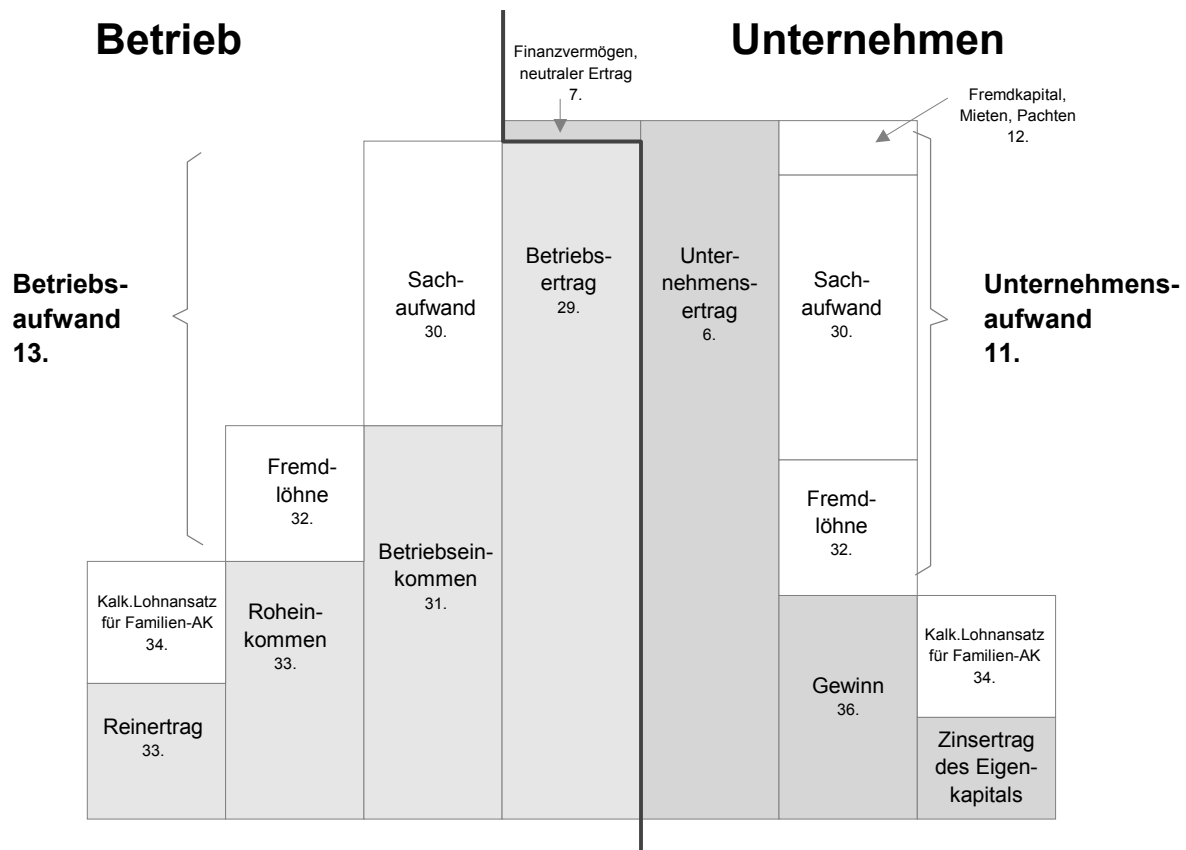 Betrieb
Unternehmen
Finanzvermögen,
neutraler Ertrag
7.
Fremdkapital,
Mieten, Pachten
12.
Betriebs-
aufwand
13.
Sach-
aufwand
30.
Betriebs-
ertrag
29.
Unter-
nehmens-
ertrag
6.
Sach-
aufwand
30.
Unternehmens-
aufwand
11.
Fremd-
löhne
32.
Fremd-
löhne
32.
Betriebsein-
kommen
31.
Kalk.Lohnansatz
für Familien-AK
34.
Rohein-
kommen
33.
Reinertrag
33.
Gewinn
36.
Kalk.Lohnansatz
für Familien-AK
34.
Zinsertrag
des Eigen-
kapitals